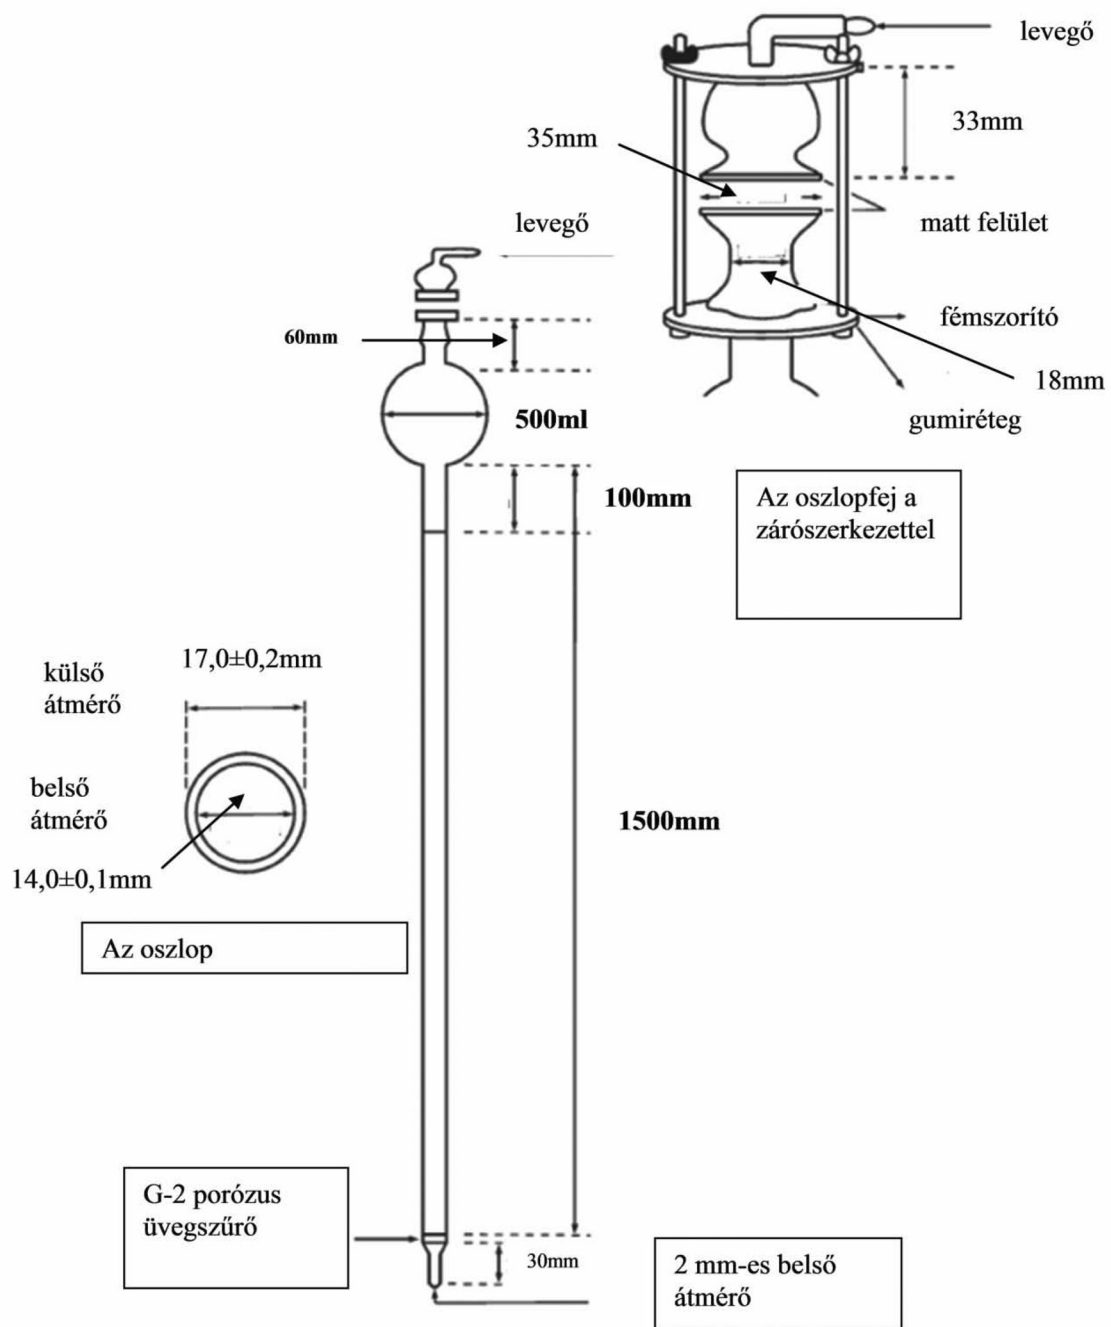 levegő
33mm
35mm
matt felület
levegő
fémszorító
60mm
18mm
gumiréteg
500ml
100mm
Az oszlopfej a
zárószerkezettel
17,0±0,2mm
külső
átmérő
belső
átmérő
1500mm
14,0±0,1mm
Az oszlop
G-2 porózus
üvegszűrő
30mm
2 mm-es belső
átmérő